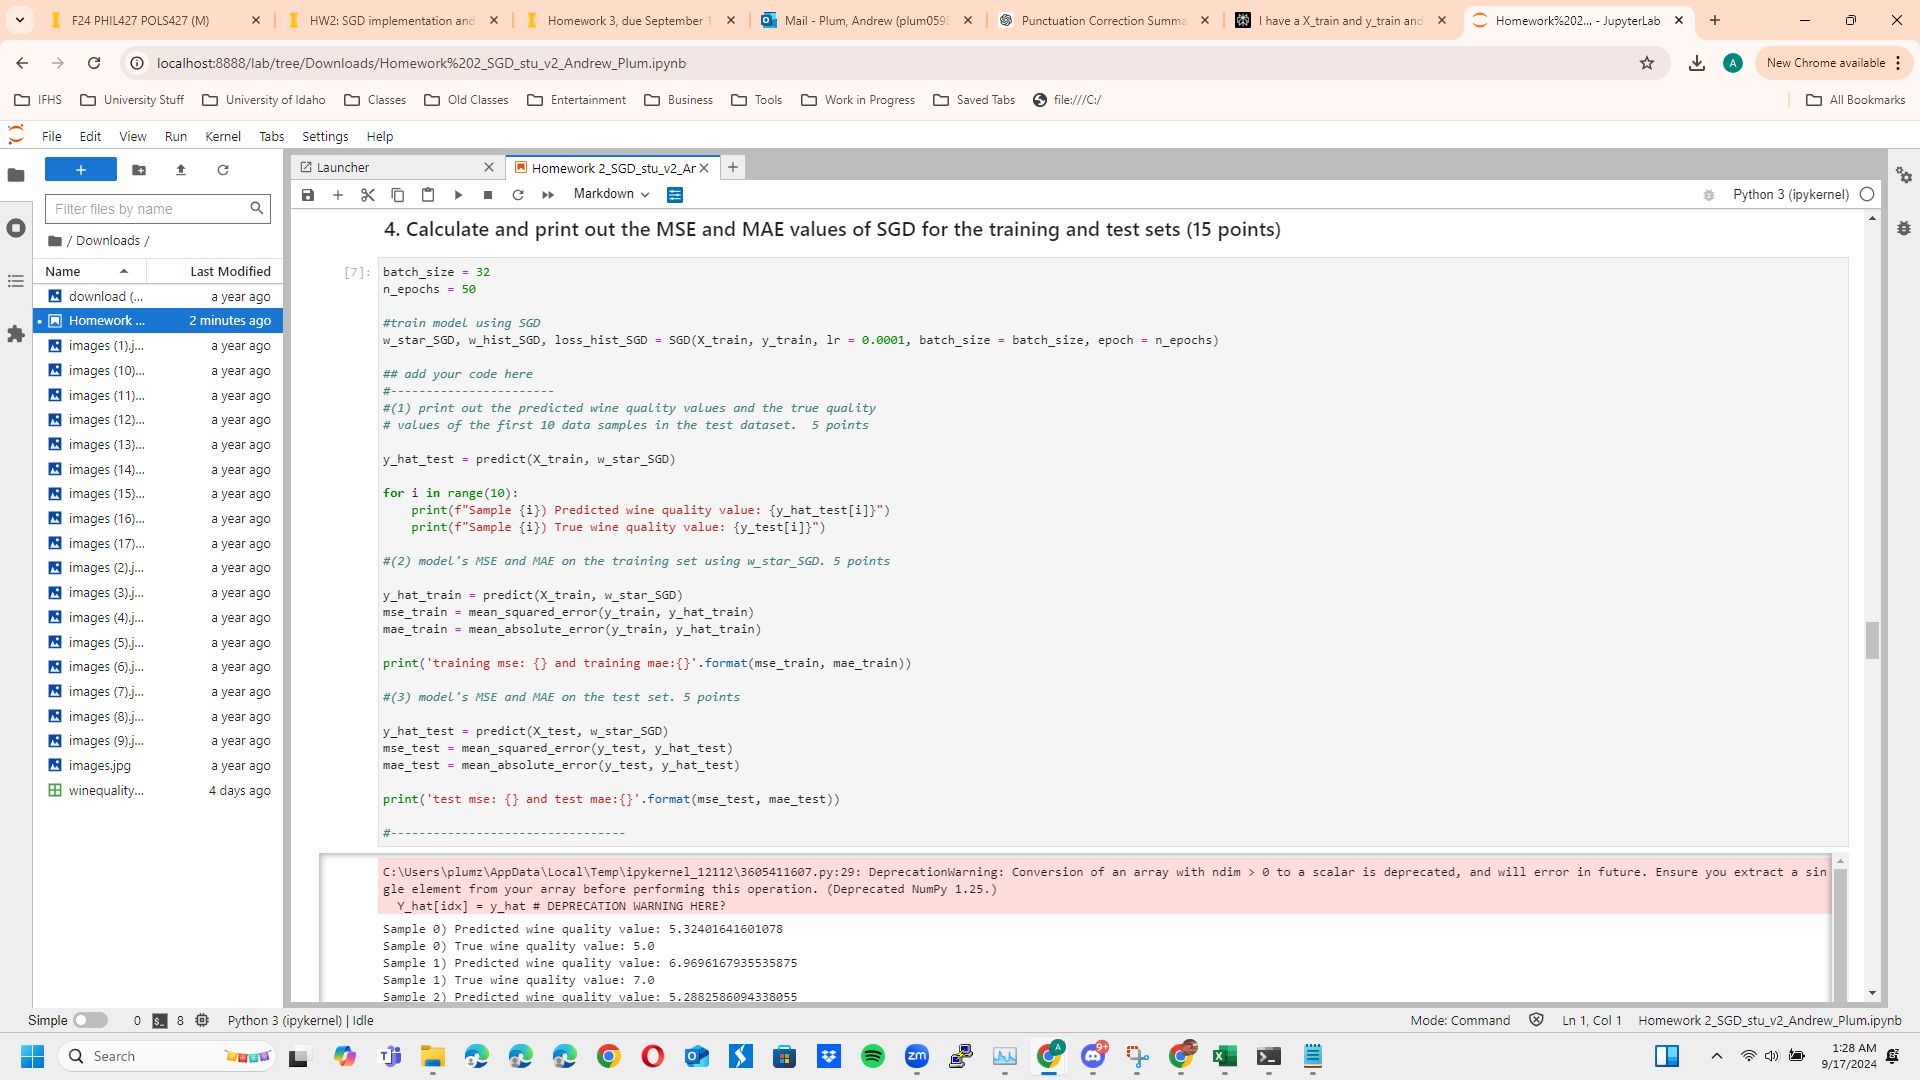 F24 PHIL427 POLS427 (M)
HW2: SGD implementation and
Homework 3, due September 1
Mail - Plum, Andrew (plum0598
Punctuation Correction Summa
I have a X_train and y_train and
Homework%202... - JupyterLab
localhost:8888/lab/tree/Downloads/Homework%202_SGD_stu_v2_Andrew_Plum.ipynb
A
New Chrome available
IFHS
University Stuff
University of Idaho
Classes
Old Classes
Entertainment
Business
Tools
Work in Progress
Saved Tabs
file:///C:/
All Bookmarks
File
Edit
View
Run
Kernel
Tabs
Settings
Help
Launcher
Homework 2_SGD_stu_v2_Ar
Filter files by name
Markdown
Python 3 (ipykernel)
/ Downloads /
Name
Last Modified
download (... a year ago
Homework ... 2 minutes ago
images (1).j... a year ago
images (10)... a year ago
images (11)... a year ago
images (12)... a year ago
images (13)... a year ago
images (14)... a year ago
images (15)... a year ago
images (16)... a year ago
images (17)... a year ago
images (2).j... a year ago
images (3).j... a year ago
images (4).j... a year ago
images (5).j... a year ago
images (6).j... a year ago
images (7).j... a year ago
images (8).j... a year ago
images (9).j... a year ago
images.jpg a year ago
winequality... 4 days ago
4. Calculate and print out the MSE and MAE values of SGD for the training and test sets (15 points)
[7]:
batch_size = 32
n_epochs = 50
#train model using SGD
w_star_SGD, w_hist_SGD, loss_hist_SGD = SGD(X_train, y_train, lr = 0.0001, batch_size = batch_size, epoch = n_epochs)
## add your code here
#-----------------------
#(1) print out the predicted wine quality values and the true quality
# values of the first 10 data samples in the test dataset.  5 points
y_hat_test = predict(X_train, w_star_SGD)
for i in range(10):
    print(f"Sample {i}) Predicted wine quality value: {y_hat_test[i]}")
    print(f"Sample {i}) True wine quality value: {y_test[i]}")
#(2) model's MSE and MAE on the training set using w_star_SGD. 5 points
y_hat_train = predict(X_train, w_star_SGD)
mse_train = mean_squared_error(y_train, y_hat_train)
mae_train = mean_absolute_error(y_train, y_hat_train)
print('training mse: {} and training mae:{}'.format(mse_train, mae_train))
#(3) model's MSE and MAE on the test set. 5 points
y_hat_test = predict(X_test, w_star_SGD)
mse_test = mean_squared_error(y_test, y_hat_test)
mae_test = mean_absolute_error(y_test, y_hat_test)
print('test mse: {} and test mae:{}'.format(mse_test, mae_test))
#---------------------------------
C:\Users\plumz\AppData\Local\Temp\ipykernel_12112\3605411607.py:29: DeprecationWarning: Conversion of an array with ndim > 0 to a scalar is deprecated, and will error in future. Ensure you extract a sin
gle element from your array before performing this operation. (Deprecated NumPy 1.25.)
  Y_hat[idx] = y_hat # DEPRECATION WARNING HERE?
Sample 0) Predicted wine quality value: 5.32401641601078
Sample 0) True wine quality value: 5.0
Sample 1) Predicted wine quality value: 6.9696167935535875
Sample 1) True wine quality value: 7.0
Sample 2) Predicted wine quality value: 5.2882586094338055
Simple
0
8
Python 3 (ipykernel) | Idle
Mode: Command
Ln 1, Col 1
Homework 2_SGD_stu_v2_Andrew_Plum.ipynb
Search
zm
A
9+
1:28 AM
9/17/2024